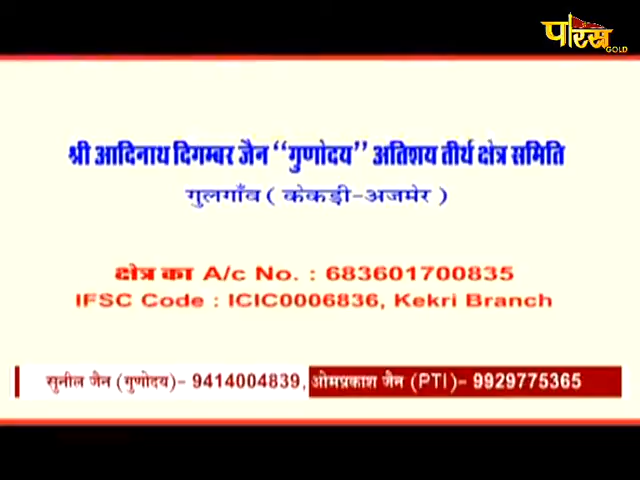 पारस
GOLD
श्री आदिनाथ दिगम्बर जैन “गुणोदय” अतिशय तीर्थ क्षेत्र समिति
गुलगाँव ( केकड़ी-अजमेर )
क्षेत्र का A/c No. : 683601700835
IFSC Code : ICIC0006836, Kekri Branch
सुनील जैन (गुणोदय)- 9414004839, ओमप्रकाश जैन (PTI)- 9929775365